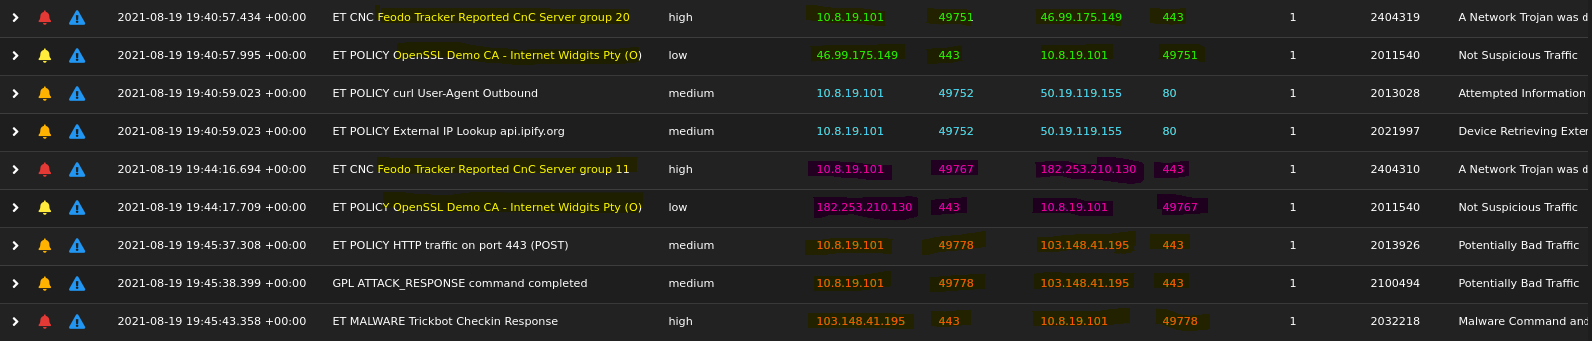 2021-08-19 19:40:57.434 +00:00 ET CNC Feodo Tracker Reported CnC Server group 20 high 10.8.19.101 49751 46.99.175.149 443 1 2404319 A Network Trojan was d
2021-08-19 19:40:57.995 +00:00 ET POLICY OpenSSL Demo CA - Internet Widgits Pty (O) low 46.99.175.149 443 10.8.19.101 49751 1 2011540 Not Suspicious Traffic
2021-08-19 19:40:59.023 +00:00 ET POLICY curl User-Agent Outbound medium 10.8.19.101 49752 50.19.119.155 80 1 2013028 Attempted Information
2021-08-19 19:40:59.023 +00:00 ET POLICY External IP Lookup api.ipify.org medium 10.8.19.101 49752 50.19.119.155 80 1 2021997 Device Retrieving Exter
2021-08-19 19:44:16.694 +00:00 ET CNC Feodo Tracker Reported CnC Server group 11 high 10.8.19.101 49767 182.253.210.130 443 1 2404310 A Network Trojan was d
2021-08-19 19:44:17.709 +00:00 ET POLICY OpenSSL Demo CA - Internet Widgits Pty (O) low 182.253.210.130 443 10.8.19.101 49767 1 2011540 Not Suspicious Traffic
2021-08-19 19:45:37.308 +00:00 ET POLICY HTTP traffic on port 443 (POST) medium 10.8.19.101 49778 103.148.41.195 443 1 2013926 Potentially Bad Traffic
2021-08-19 19:45:38.399 +00:00 GPL ATTACK_RESPONSE command completed medium 10.8.19.101 49778 103.148.41.195 443 1 2100494 Potentially Bad Traffic
2021-08-19 19:45:43.358 +00:00 ET MALWARE Trickbot Checkin Response high 103.148.41.195 443 10.8.19.101 49778 1 2032218 Malware Command and